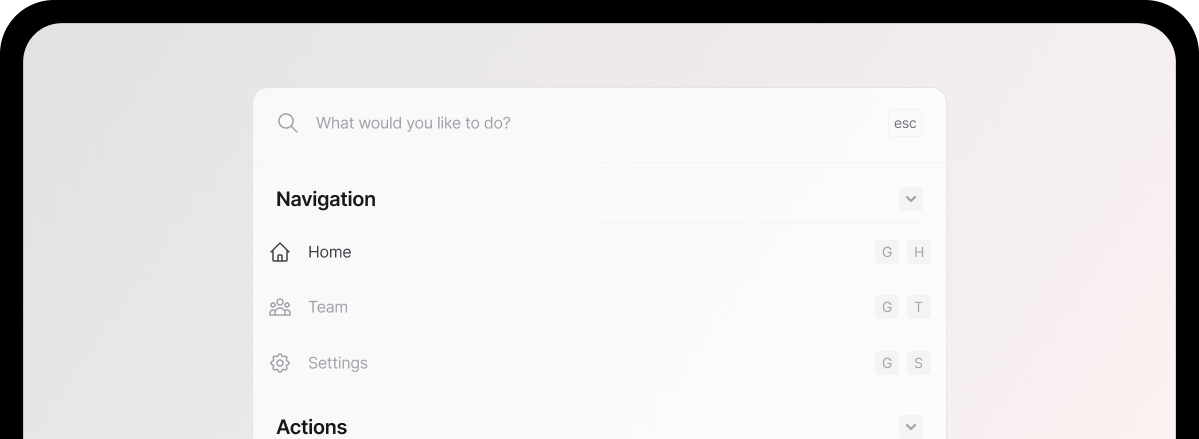 What would you like to do? esc
Navigation
Home G H
Team G T
Settings G S
Actions